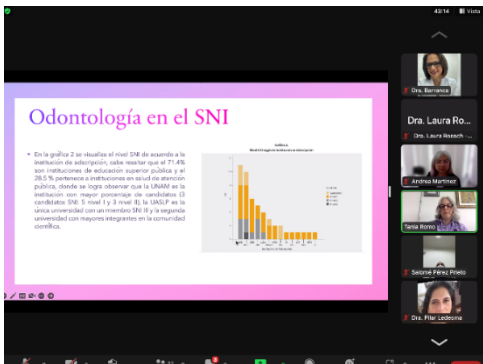 43:14 Vista
Dra. Barranca
Odontología en el SNI
• En la gráfica 2 se visualiza el nivel SNI de acuerdo a la
institución de adscripción, cabe resaltar que el 71.4%
son instituciones de educación superior pública y el
28.5 % pertenece a instituciones en salud de atención
pública, donde se logra observar que la UNAM es la
institución con mayor porcentaje de candidatos (3
candidatos SNI: 5 nivel I y 3 nivel II), la UASLP es la
única universidad con un miembro SNI III y la segunda
universidad con mayores integrantes en la comunidad
científica.
Dra. Laura Ro...
Dra. Laura Roesch -...
Andrea Martínez
Tania Romo
Salomé Pérez Prieto
Dra. Pilar Ledesma